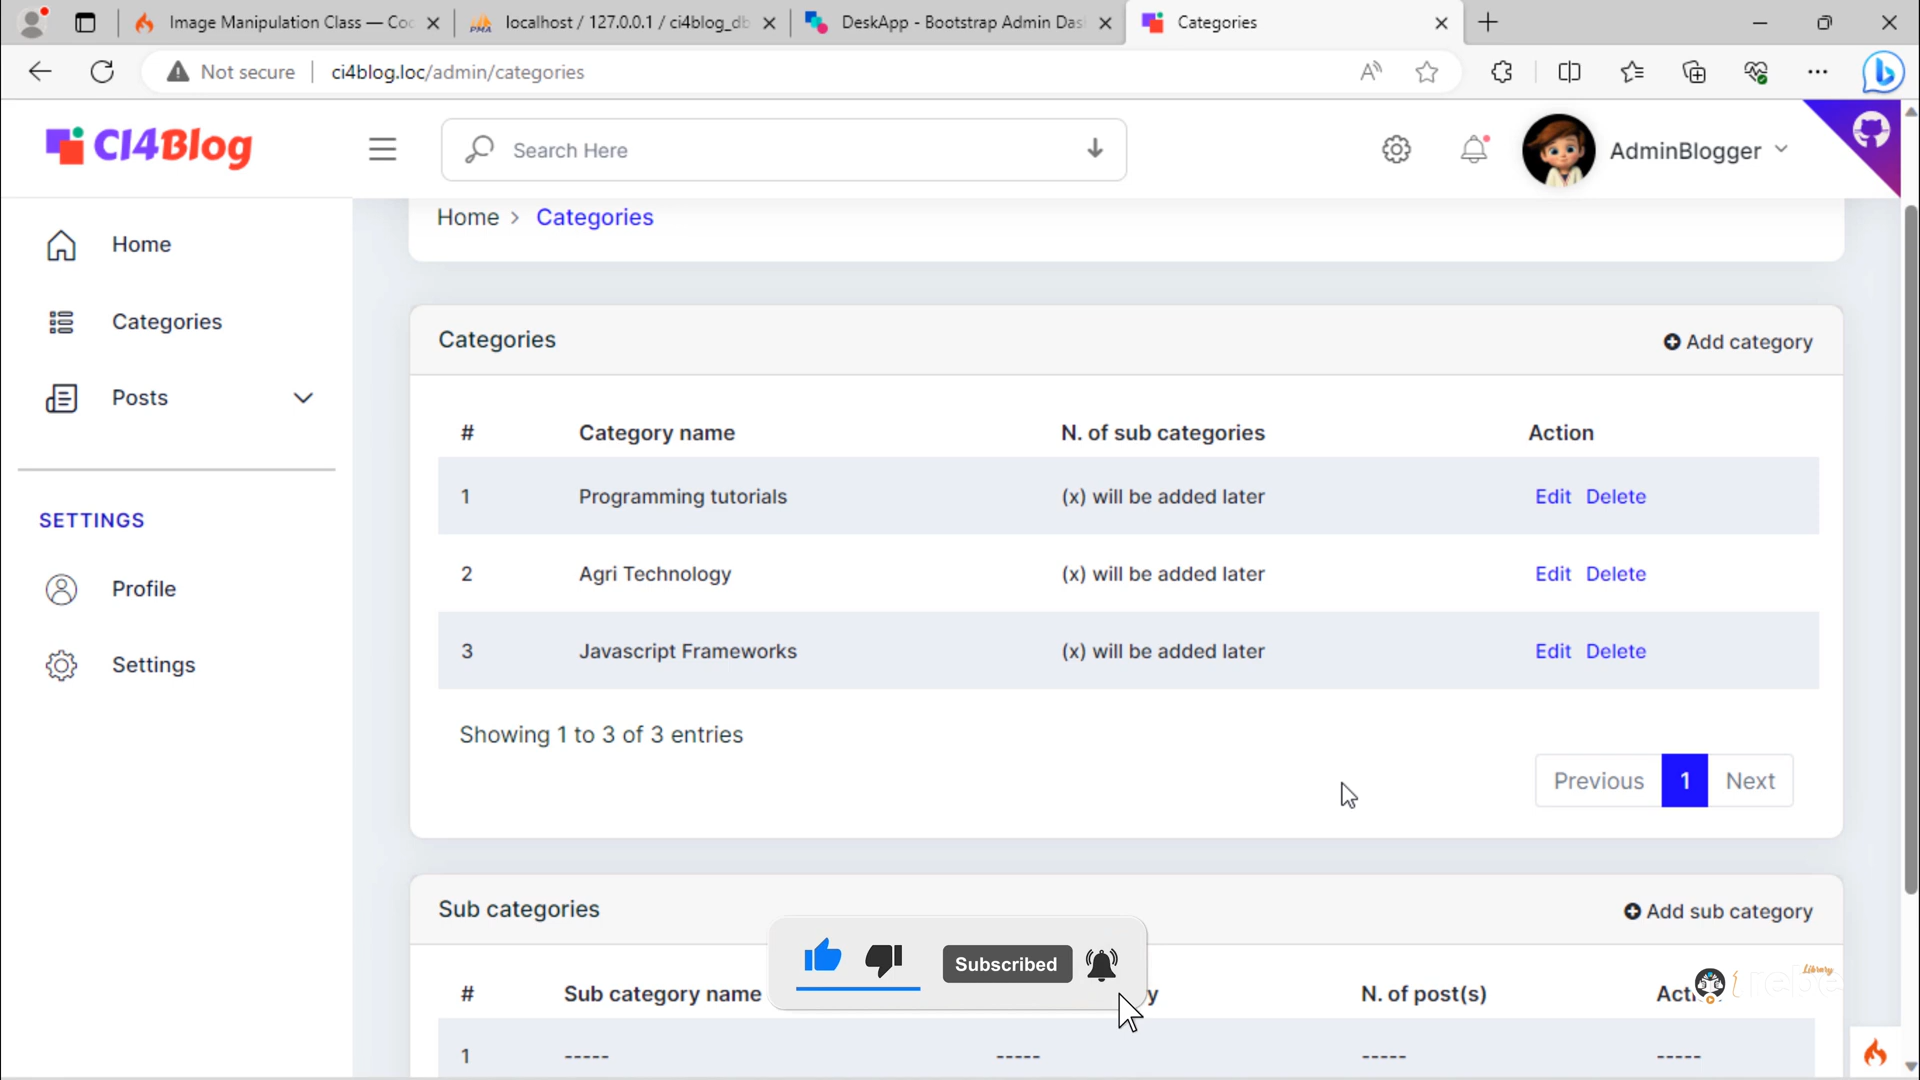 Image Manipulation Class — Coc
localhost / 127.0.0.1 / ci4blog_db
DeskApp - Bootstrap Admin Das
Categories
Not secure
ci4blog.loc/admin/categories
CI4Blog
Search Here
AdminBlogger
Home
Categories
Posts
SETTINGS
Profile
Settings
Home > Categories
Categories
Add category
# Category name N. of sub categories Action
1 Programming tutorials (x) will be added later Edit Delete
2 Agri Technology (x) will be added later Edit Delete
3 Javascript Frameworks (x) will be added later Edit Delete
Showing 1 to 3 of 3 entries
Previous 1 Next
Sub categories
Add sub category
Subscribed
# Sub category name N. of post(s)
1 ----- ----- ----- -----
Library